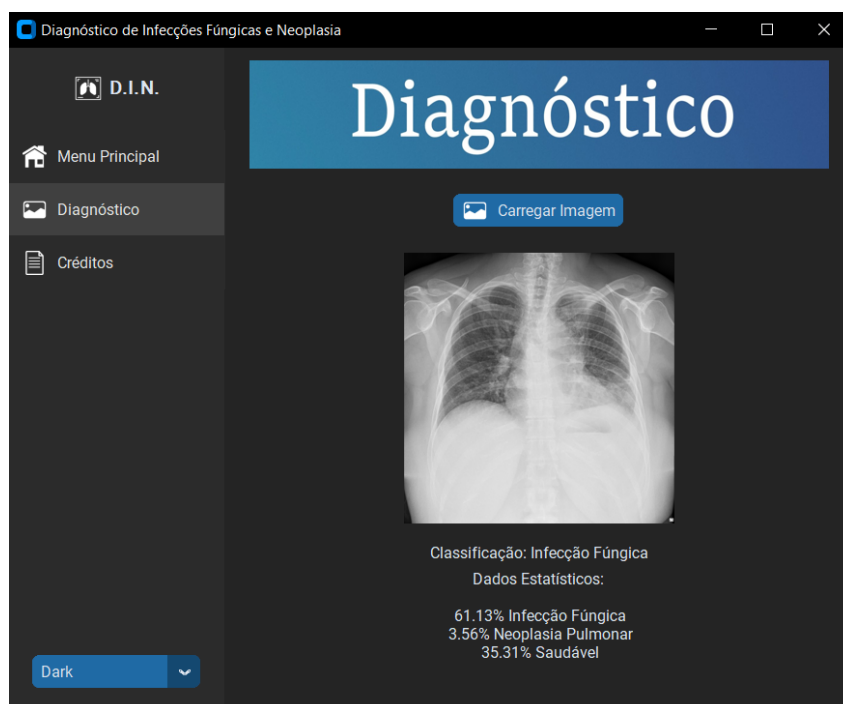 Diagnóstico de Infecções Fúngicas e Neoplasia
D.I.N.
Menu Principal
Diagnóstico
Créditos
Dark
Diagnóstico
Carregar Imagem
Classificação: Infecção Fúngica
Dados Estatísticos:
61.13% Infecção Fúngica
3.56% Neoplasia Pulmonar
35.31% Saudável